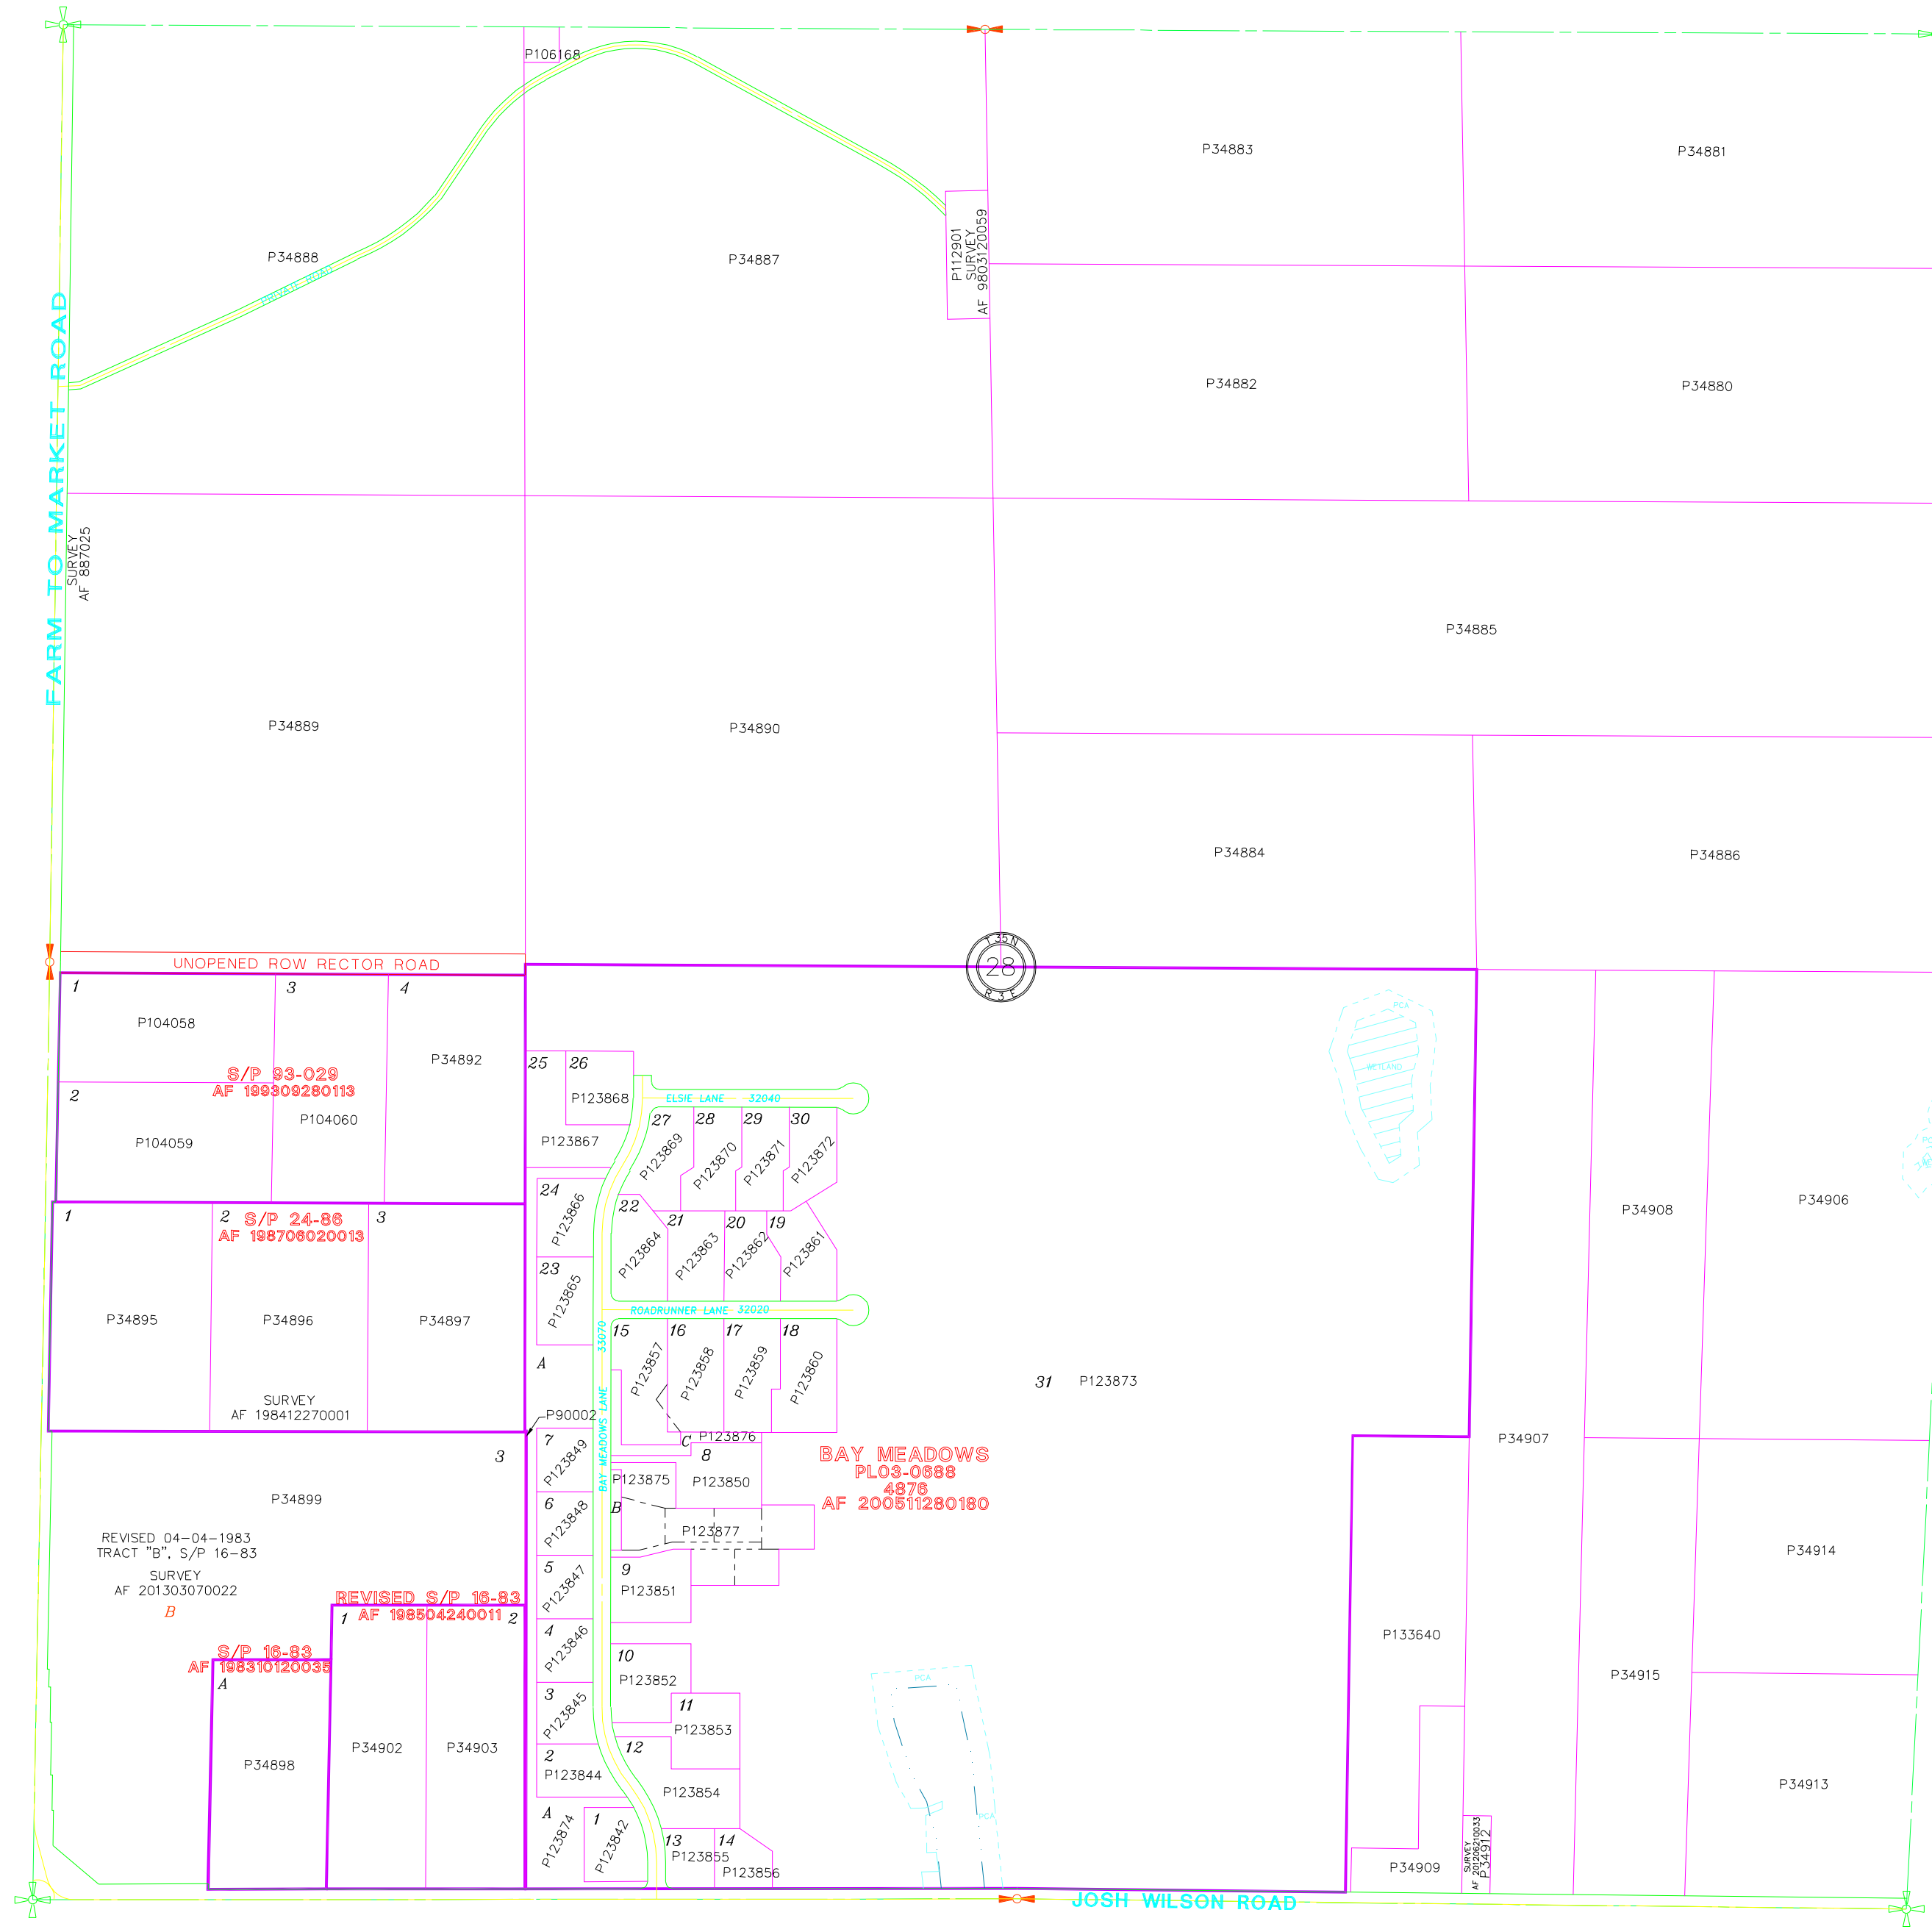 P106168
P34883
P34881
P34888
PRIVATE ROAD
P34887
P112901
SURVEY
AF 9803120059
P34882
P34880
FARM TO MARKET ROAD
SURVEY
AF 887025
P34885
P34889
P34890
P34884
P34886
T 35 N
28
R 3 E
UNOPENED ROW RECTOR ROAD
1
3
4
P104058
P34892
S/P 93-029
AF 199309280113
2
P104060
P104059
1
2
3
S/P 24-86
AF 198706020013
P34895
P34896
P34897
SURVEY
AF 198412270001
3
P34899
REVISED 04-04-1983
TRACT "B", S/P 16-83
SURVEY
AF 201303070022
B
REVISED S/P 16-83
AF 198504240011
1
2
S/P 16-83
AF 198310120035
A
P34898
P34902
P34903
25
26
P123868
P123867
ELSIE LANE 32040
27
28
29
30
P123869
P123870
P123871
P123872
24
P123866
22
21
20
19
P123864
P123863
P123862
P123861
23
P123865
ROADRUNNER LANE 32020
15
16
17
18
P123857
P123858
P123859
P123860
BAY MEADOWS LANE 33070
A
P90002
7
P123849
C
P123876
8
P123875
P123850
B
6
P123848
P123877
5
P123847
9
P123851
4
P123846
10
P123852
3
P123845
11
P123853
2
P123844
12
P123854
A
P123874
1
P123842
13
P123855
14
P123856
31
P123873
BAY MEADOWS
PL03-0688
4876
AF 200511280180
PCA
WETLAND
PCA
PCA
P34908
P34906
P34907
P34914
P133640
P34915
P34913
P34909
SURVEY
AF 201206210033
P34912
JOSH WILSON ROAD